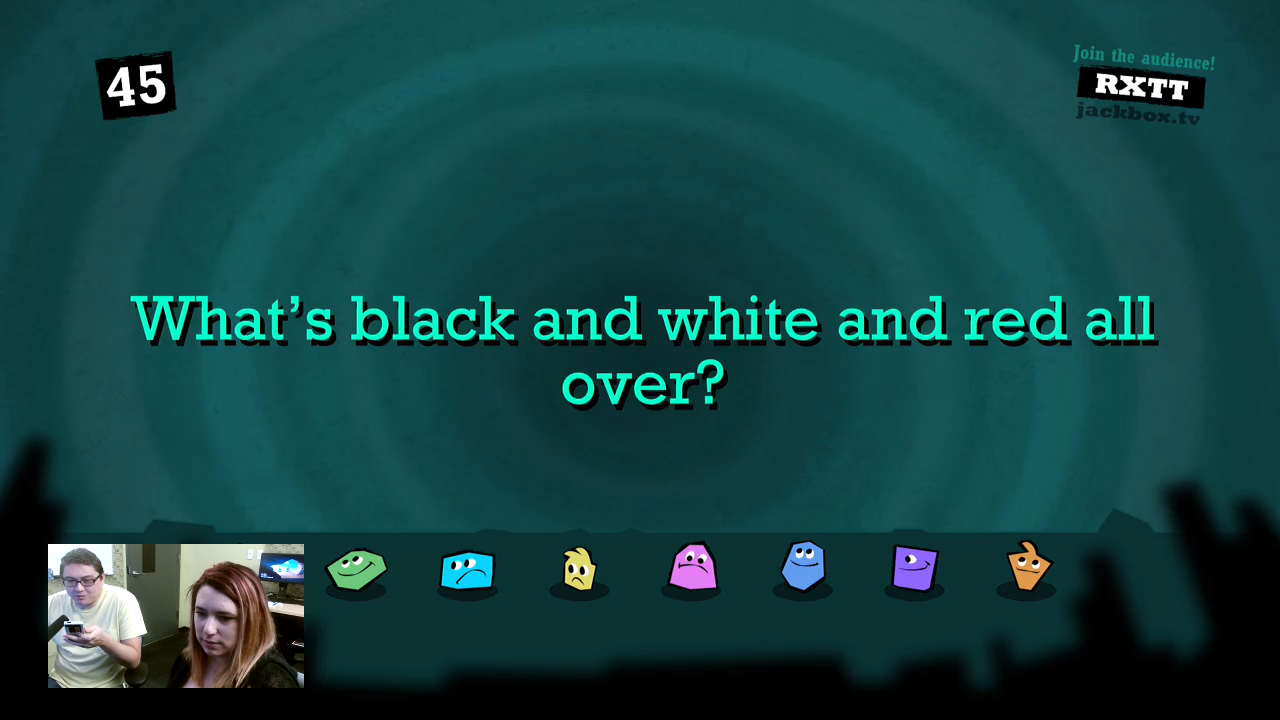 45
Join the audience!
RXTT
jackbox.tv
What's black and white and red all
over?